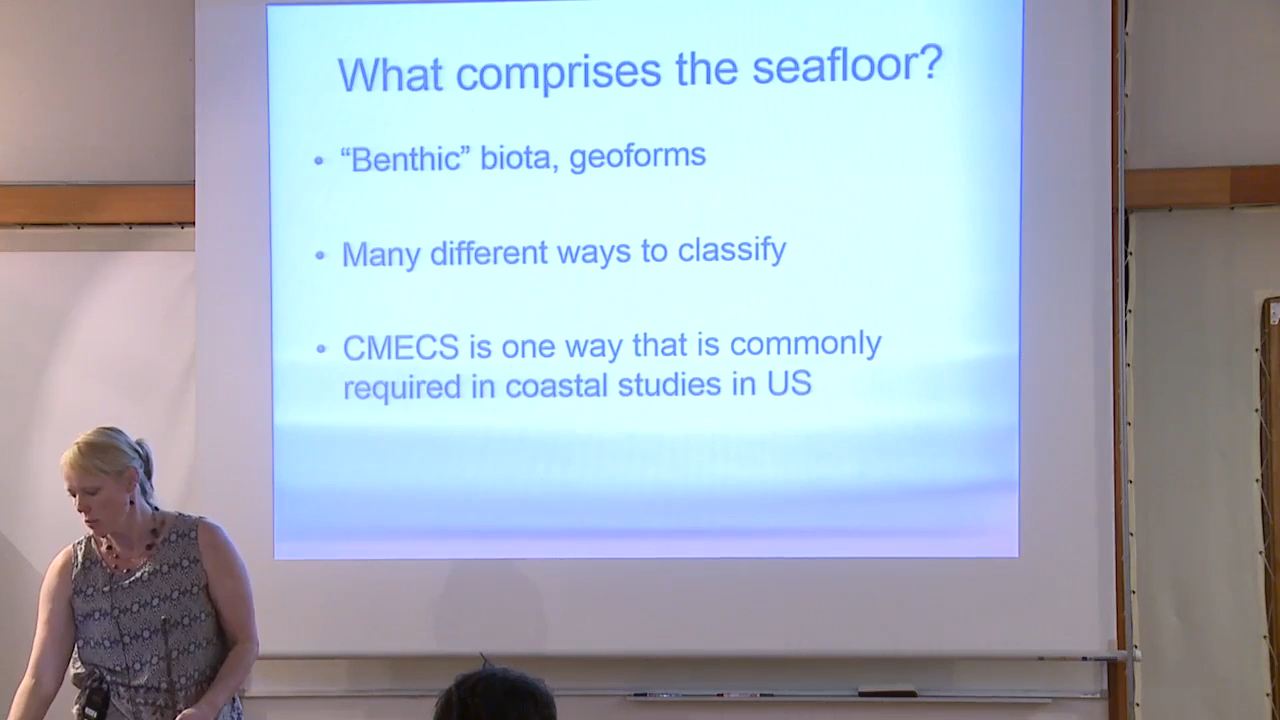 What comprises the seafloor?
• “Benthic” biota, geoforms
• Many different ways to classify
• CMECS is one way that is commonly
required in coastal studies in US